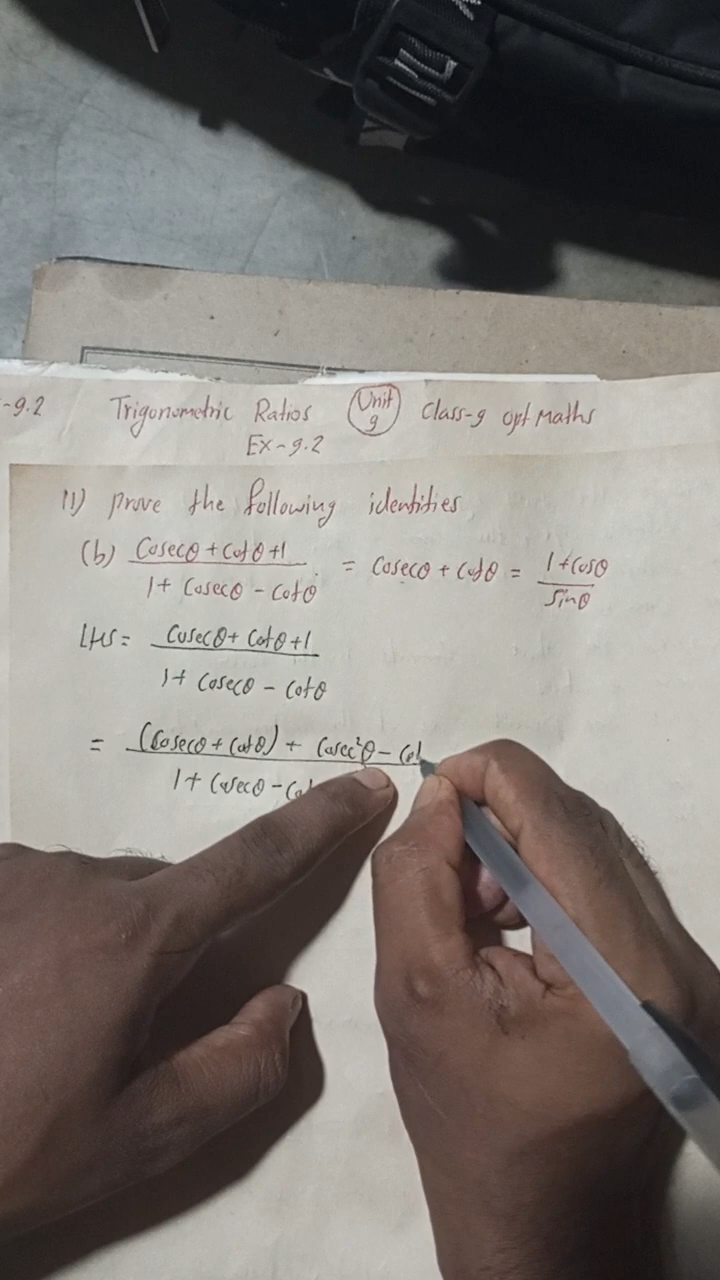 -9.2 Trigonometric Ratios Unit 9 Class-9 Opt Maths
Ex-9.2
11) prove the following identities
(b) (Cosecθ + Cotθ + 1) / (1 + Cosecθ - Cotθ) = Cosecθ + Cotθ = (1 + Cosθ) / Sinθ
LHS = (Cosecθ + Cotθ + 1) / (1 + Cosecθ - Cotθ)
= ((Cosecθ + Cotθ) + Cosec²θ - Cot) / (1 + Cosecθ - Co